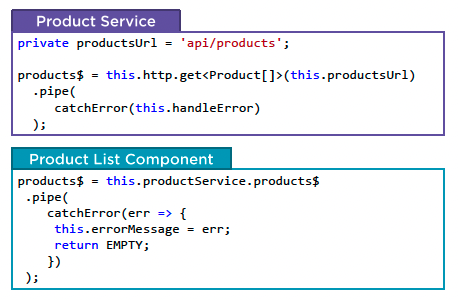 Product Service
private productsUrl = 'api/products';
products$ = this.http.get<Product[]>(this.productsUrl)
.pipe(
catchError(this.handleError)
);
Product List Component
products$ = this.productService.products$
.pipe(
catchError(err => {
this.errorMessage = err;
return EMPTY;
})
);